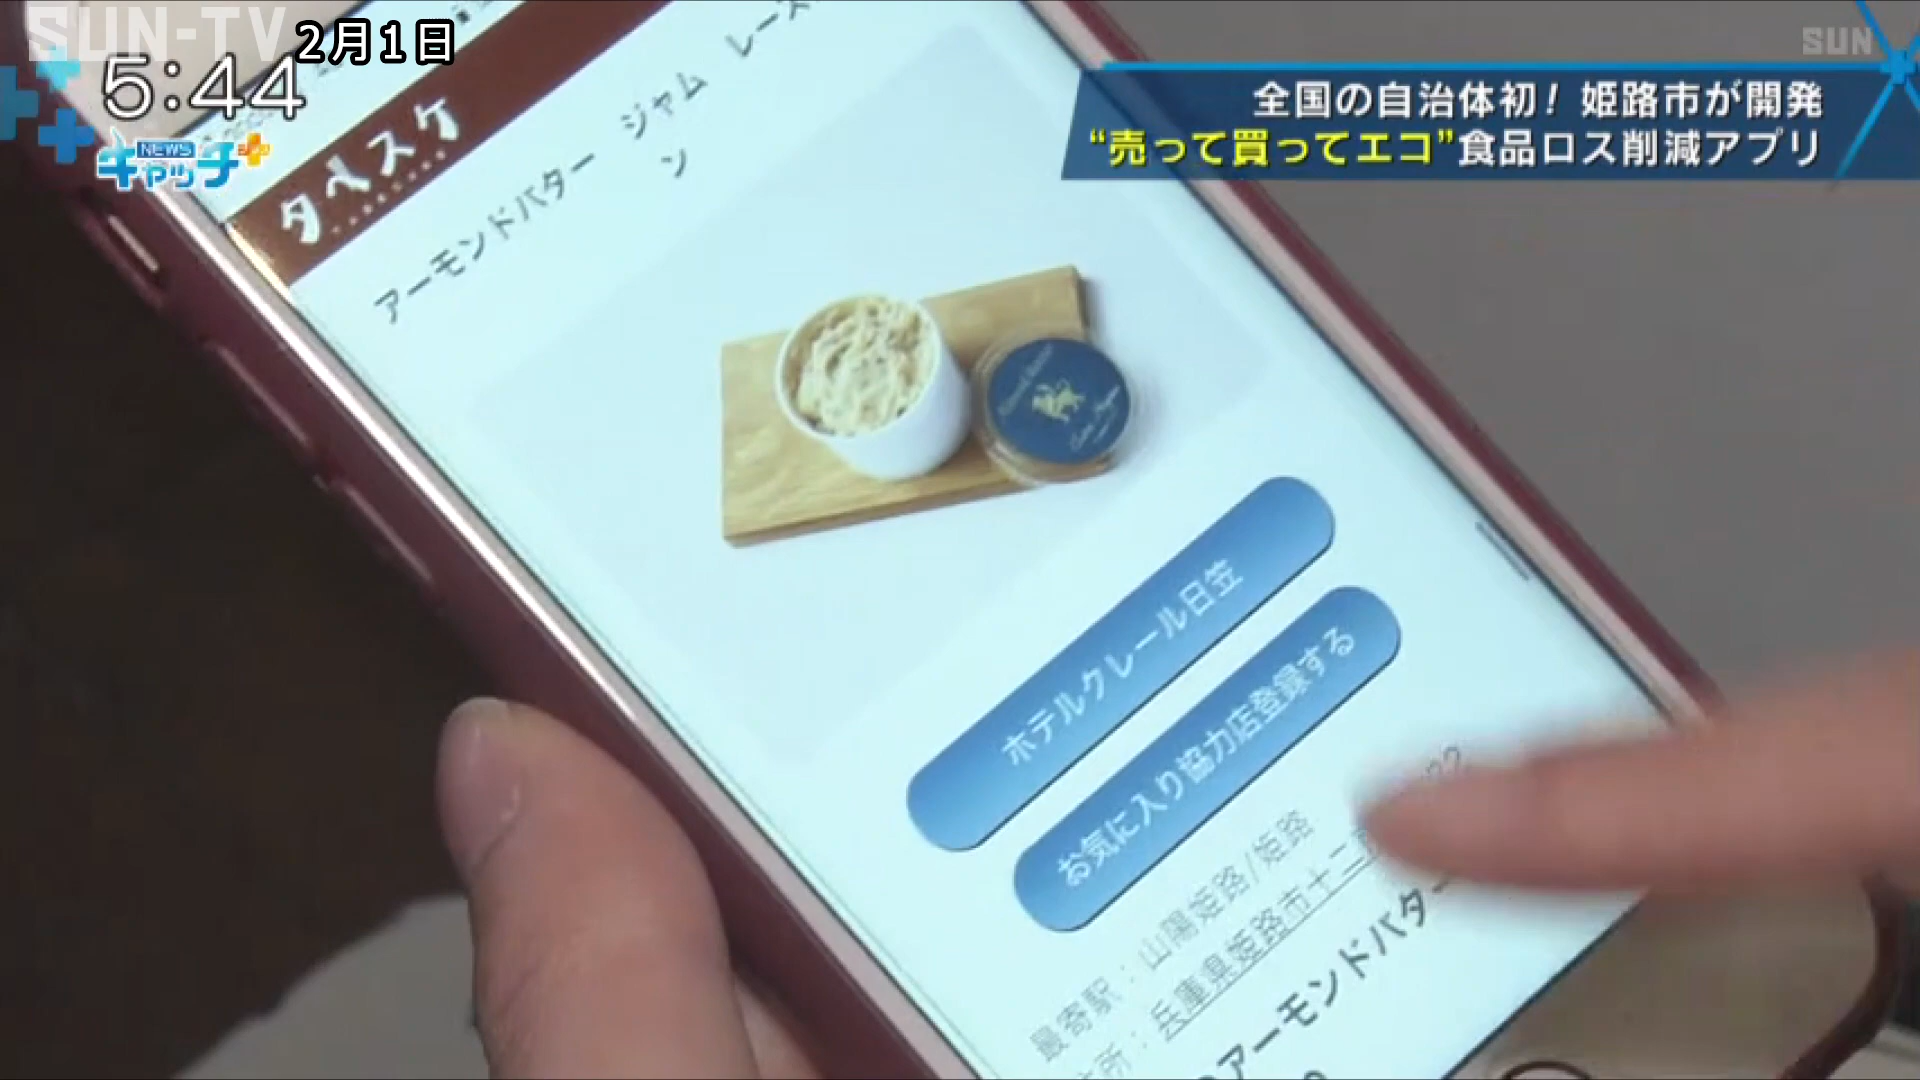 SUN-TV
2月1日
5:44
NEWS
キャッチ+
SUN
全国の自治体初！姫路市が開発
“売って買ってエコ”食品ロス削減アプリ
タベスケ
アーモンドバター ジャム レーズ
ン
ホテルクレール日笠
お気に入り協力店登録する
最寄駅：山陽姫路/姫路
所：兵庫県姫路市十二
アーモンドバター